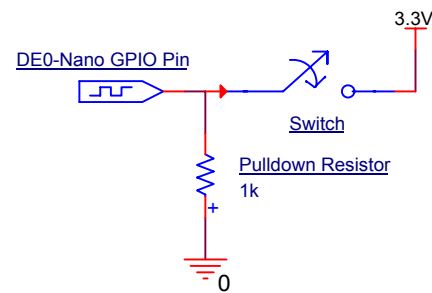 3.3V
DE0-Nano GPIO Pin
Switch
Pulldown Resistor
1k
+
0